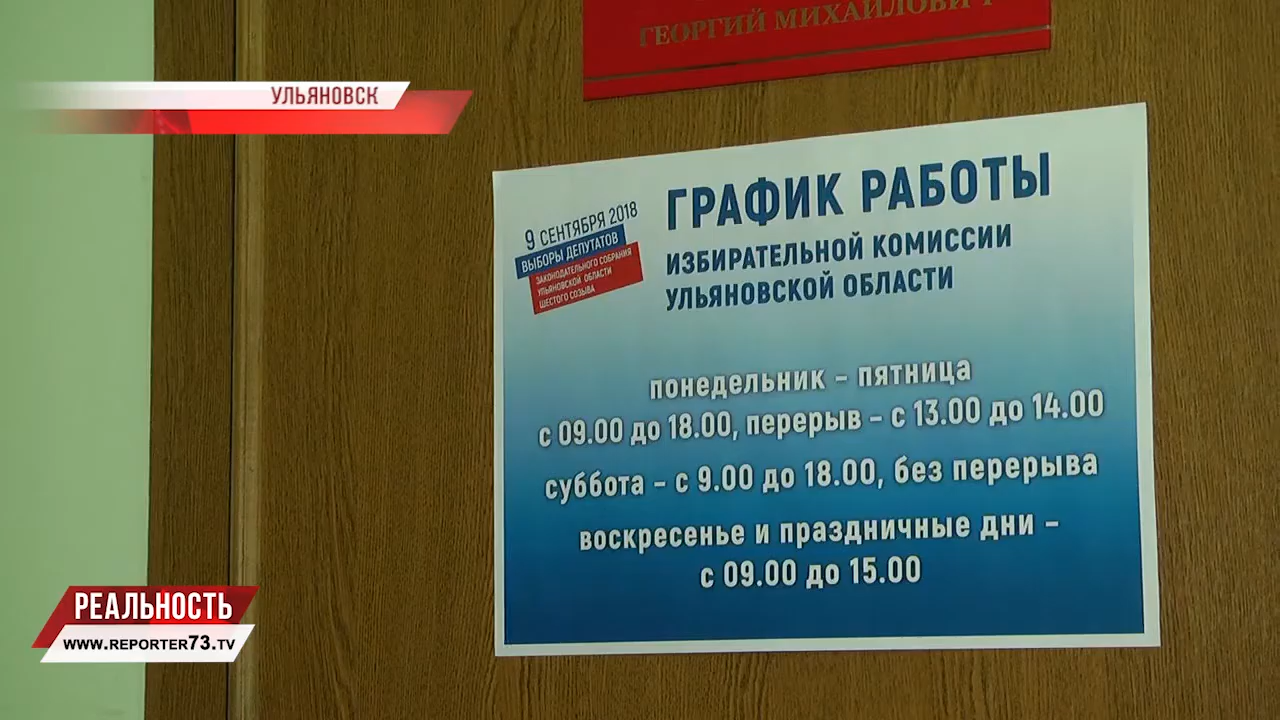 ГЕОРГИЙ МИХАЙЛОВИЧ
УЛЬЯНОВСК
9 СЕНТЯБРЯ 2018
ВЫБОРЫ ДЕПУТАТОВ
ЗАКОНОДАТЕЛЬНОГО СОБРАНИЯ
УЛЬЯНОВСКОЙ ОБЛАСТИ
ШЕСТОГО СОЗЫВА
ГРАФИК РАБОТЫ
ИЗБИРАТЕЛЬНОЙ КОМИССИИ
УЛЬЯНОВСКОЙ ОБЛАСТИ
понедельник – пятница
с 09.00 до 18.00, перерыв – с 13.00 до 14.00
суббота – с 9.00 до 18.00, без перерыва
воскресенье и праздничные дни –
с 09.00 до 15.00
РЕАЛЬНОСТЬ
WWW.REPORTER73.TV